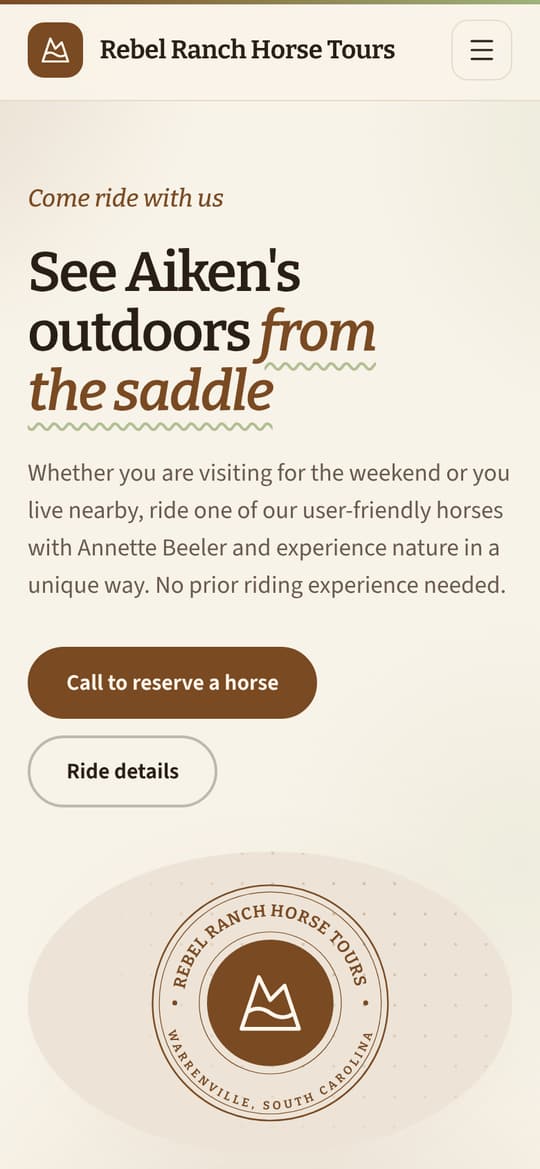 Rebel Ranch Horse Tours
Come ride with us
See Aiken's
outdoors from
the saddle
Whether you are visiting for the weekend or you
live nearby, ride one of our user-friendly horses
with Annette Beeler and experience nature in a
unique way. No prior riding experience needed.
Call to reserve a horse
Ride details
• REBEL RANCH HORSE TOURS •
WARRENVILLE, SOUTH CAROLINA